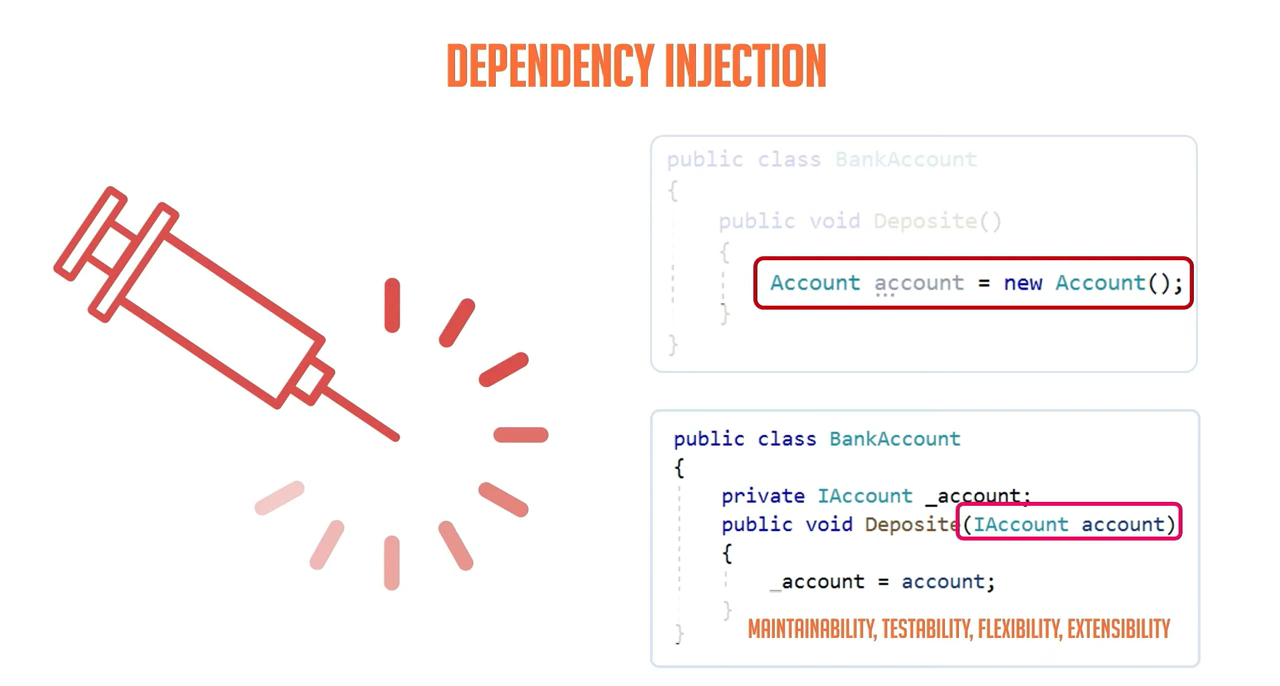 DEPENDENCY INJECTION
public class BankAccount
{
public void Deposite()
{
Account account = new Account();
}
}
public class BankAccount
{
private IAccount _account;
public void Deposite(IAccount account)
{
_account = account;
}
}
MAINTAINABILITY, TESTABILITY, FLEXIBILITY, EXTENSIBILITY